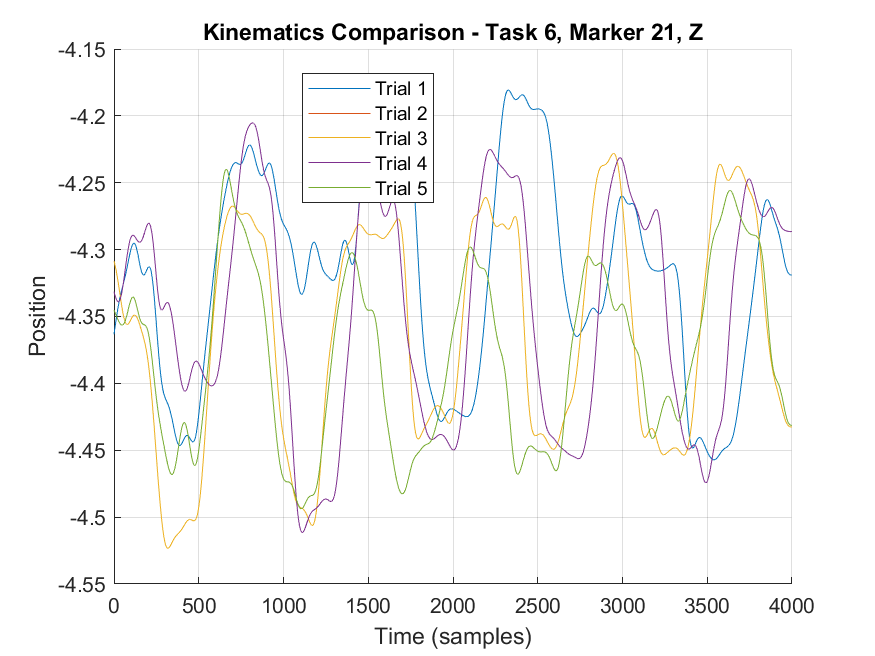 Kinematics Comparison - Task 6, Marker 21, Z
-4.15
-4.2
-4.25
-4.3
-4.35
-4.4
-4.45
-4.5
-4.55
Position
Trial 1
Trial 2
Trial 3
Trial 4
Trial 5
0 500 1000 1500 2000 2500 3000 3500 4000
Time (samples)